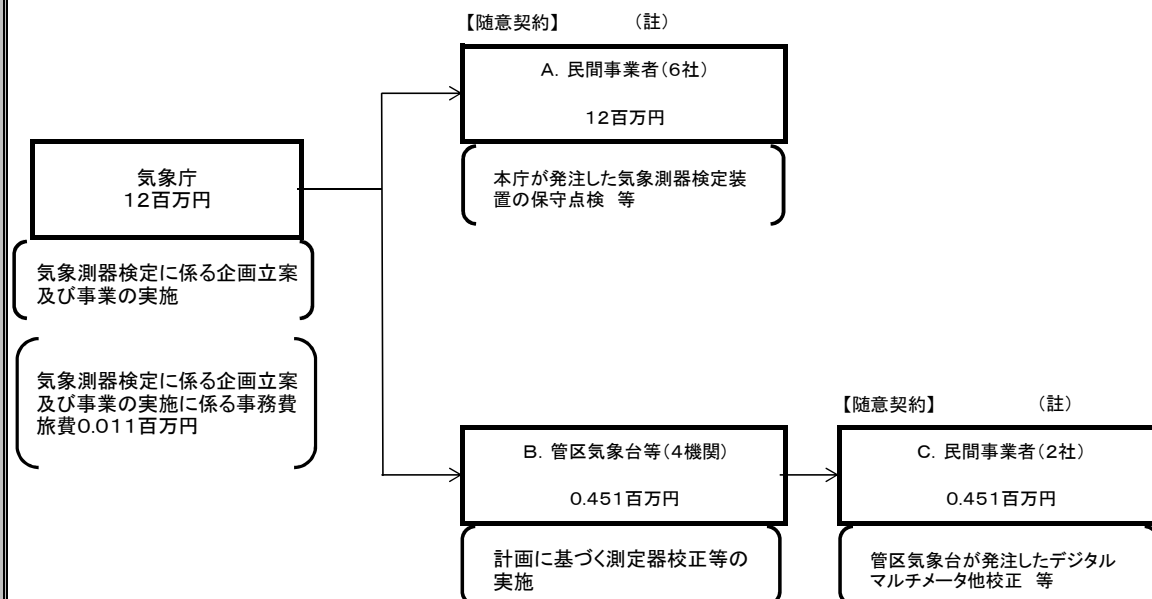 【随意契約】 （註）
A．民間事業者（6社）
12百万円
本庁が発注した気象測器検定装
置の保守点検 等
気象庁
12百万円
気象測器検定に係る企画立案
及び事業の実施
気象測器検定に係る企画立案
及び事業の実施に係る事務費
旅費0.011百万円
B．管区気象台等（4機関）
0.451百万円
計画に基づく測定器校正等の
実施
【随意契約】 （註）
C．民間事業者（2社）
0.451百万円
管区気象台が発注したデジタル
マルチメータ他校正 等